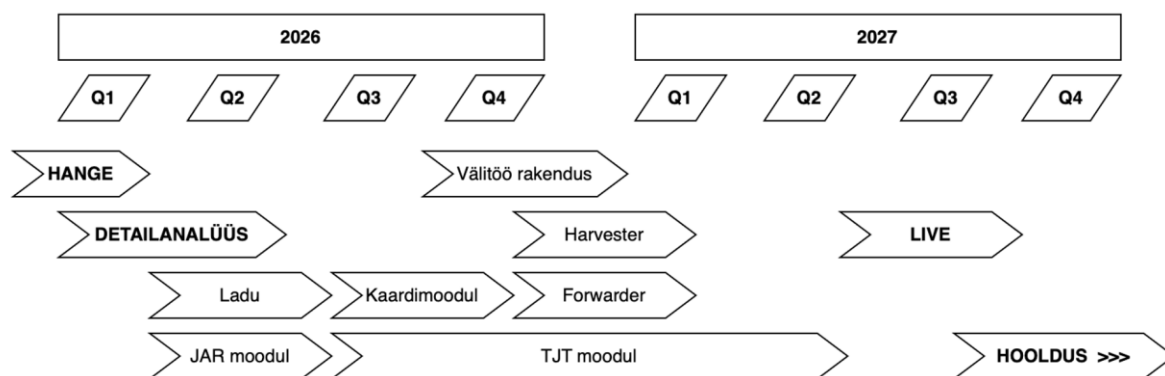 2026 2027
Q1 Q2 Q3 Q4 Q1 Q2 Q3 Q4
HANGE Välitöö rakendus
DETAILANALÜÜS Harvester LIVE
Ladu Kaardimoodul Forwarder
JAR moodul TJT moodul HOOLDUS >>>